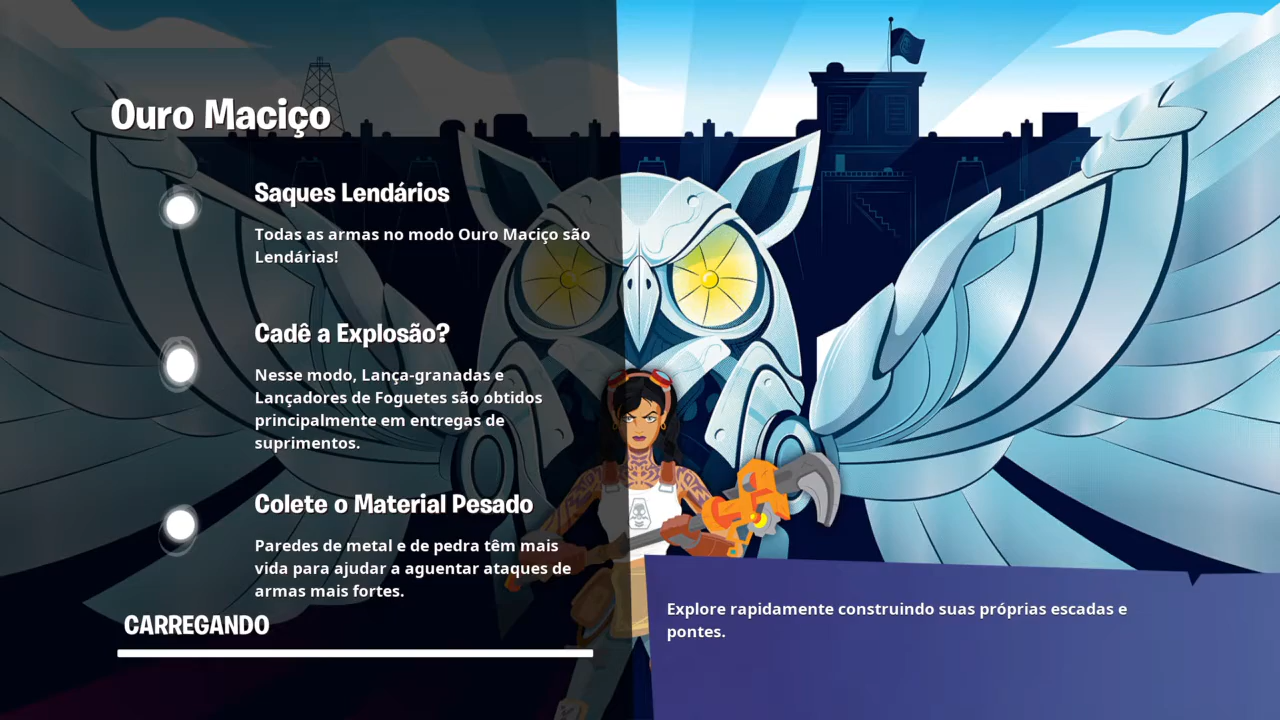 Ouro Maciço
Saques Lendários
Todas as armas no modo Ouro Maciço são
Lendárias!
Cadê a Explosão?
Nesse modo, Lança-granadas e
Lançadores de Foguetes são obtidos
principalmente em entregas de
suprimentos.
Colete o Material Pesado
Paredes de metal e de pedra têm mais
vida para ajudar a aguentar ataques de
armas mais fortes.
CARREGANDO
Explore rapidamente construindo suas próprias escadas e
pontes.